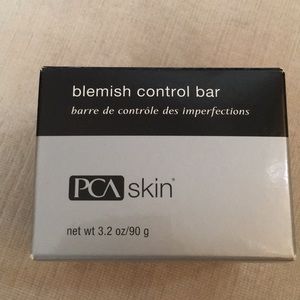 blemish control bar
barre de contrôle des imperfections
PCA skin®
net wt 3.2 oz/90 g